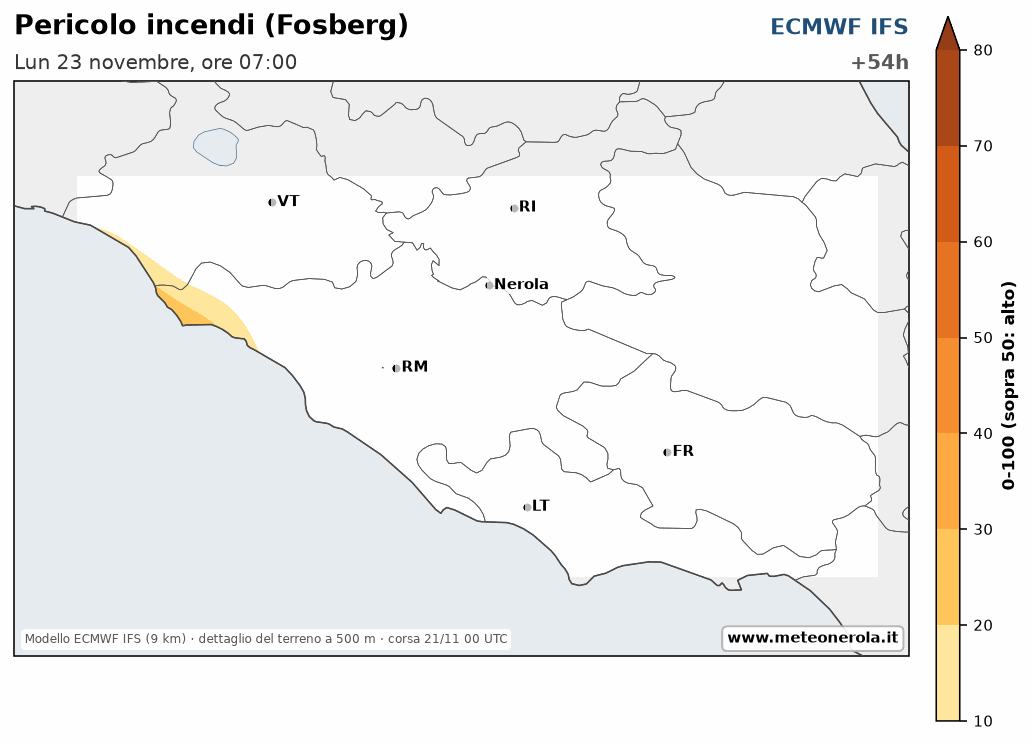 Pericolo incendi (Fosberg)
ECMWF IFS
Lun 23 novembre, ore 07:00
+54h
80
70
60
50
40
30
20
10
0-100 (sopra 50: alto)
VT
RI
Nerola
RM
FR
LT
Modello ECMWF IFS (9 km) · dettaglio del terreno a 500 m · corsa 21/11 00 UTC
www.meteonerola.it